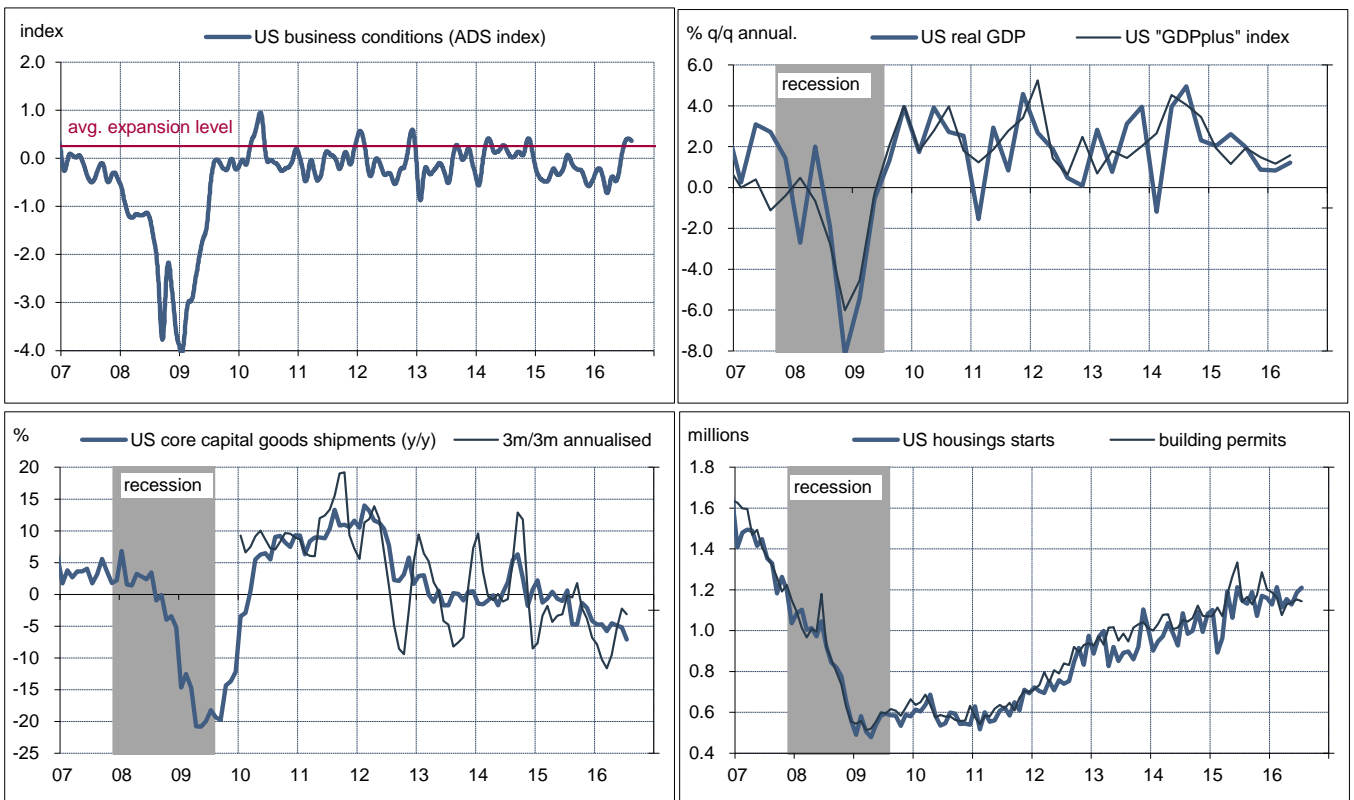 index
US business conditions (ADS index)
2.0
1.0
avg. expansion level
0.0
-1.0
-2.0
-3.0
-4.0
07 08 09 10 11 12 13 14 15 16
% q/q annual.
US real GDP
US "GDPplus" index
6.0
recession
4.0
2.0
0.0
-2.0
-4.0
-6.0
-8.0
07 08 09 10 11 12 13 14 15 16
%
US core capital goods shipments (y/y)
3m/3m annualised
20
recession
15
10
5
0
-5
-10
-15
-20
-25
07 08 09 10 11 12 13 14 15 16
millions
US housings starts
building permits
1.8
recession
1.6
1.4
1.2
1.0
0.8
0.6
0.4
07 08 09 10 11 12 13 14 15 16